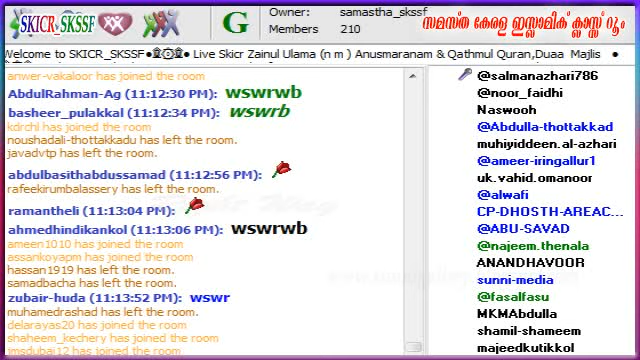 SKICR_SKSSF
G
Owner: samastha_skssf
Members 210
സമസ്ത കേരള ഇസ്ലാമിക് ക്ലാസ്സ് റൂം
Welcome to SKICR_SKSSF●۩۞۩● Live Skicr Zainul Ulama (n m ) Anusmaranam & Qathmul Quran,Duaa Majlis ●
anwer-vakaloor has joined the room
AbdulRahman-Ag (11:12:30 PM): wswrwb
basheer_pulakkal (11:12:34 PM): wswrb
kdrchl has joined the room
noushadali-thottakkadu has left the room.
javadvtp has left the room.
abdulbasithabdussamad (11:12:56 PM):
rafeekirumbalassery has left the room.
ramantheli (11:13:04 PM):
ahmedhindikankol (11:13:06 PM): wswrwb
ameen1010 has joined the room
assankoyapm has joined the room
hassan1919 has left the room.
samadbacha has left the room.
zubair-huda (11:13:52 PM): wswr
muhamedrashad has left the room.
delarayas20 has joined the room
shaheem_kechery has joined the room
jmsdubai12 has joined the room
@salmanazhari786
@noor_faidhi
Naswooh
@Abdulla-thottakkad
muhiyiddeen.al-azhari
@ameer-iringallur1
uk.vahid.omanoor
@alwafi
CP-DHOSTH-AREAC...
@ABU-SAVAD
@najeem.thenala
ANANDHAVOOR
sunni-media
@fasalfasu
MKMAbdulla
shamil-shameem
majeedkutikkol